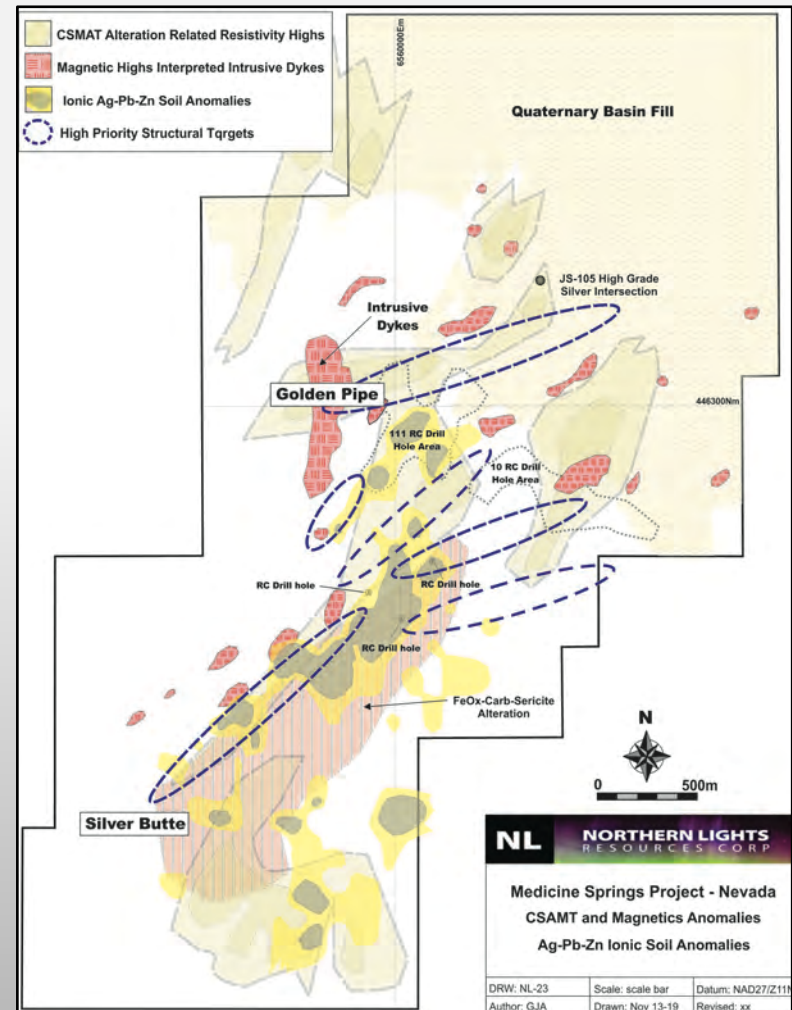 CSMAT Alteration Related Resistivity Highs
Magnetic Highs Interpreted Intrusive Dykes
Ionic Ag-Pb-Zn Soil Anomalies
High Priority Structural Tqrgets
6560000Em
Quaternary Basin Fill
JS-105 High Grade
Silver Intersection
Intrusive
Dykes
Golden Pipe
446300Nm
111 RC Drill
Hole Area
10 RC Drill
Hole Area
RC Drill hole
RC Drill hole
RC Drill hole
FeOx-Carb-Sericite
Alteration
N
0 500m
Silver Butte
NL
NORTHERN LIGHTS
RESOURCES CORP
Medicine Springs Project - Nevada
CSAMT and Magnetics Anomalies
Ag-Pb-Zn Ionic Soil Anomalies
DRW: NL-23 Scale: scale bar Datum: NAD27/Z11N
Author: GJA Drawn: Nov 13-19 Revised: xx